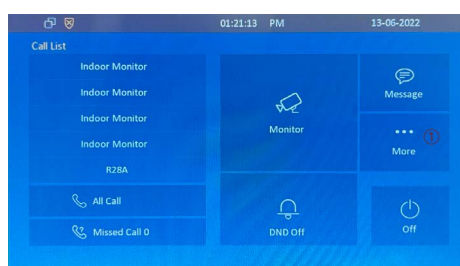 01:21:13 PM
13-06-2022
Call List
Indoor Monitor
Indoor Monitor
Indoor Monitor
Indoor Monitor
R28A
All Call
Missed Call 0
Monitor
DND Off
Message
More
1
Off